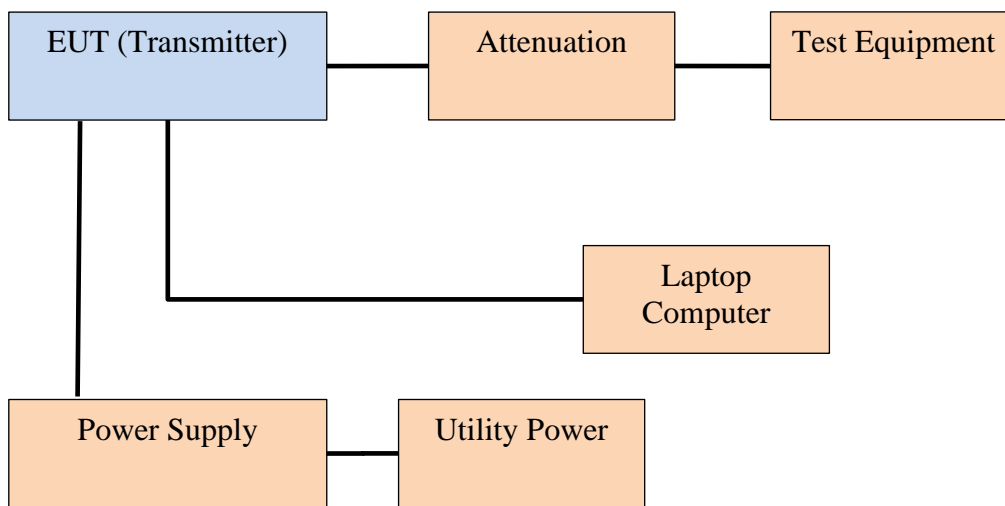 EUT (Transmitter)
Attenuation
Test Equipment
Laptop
Computer
Power Supply
Utility Power